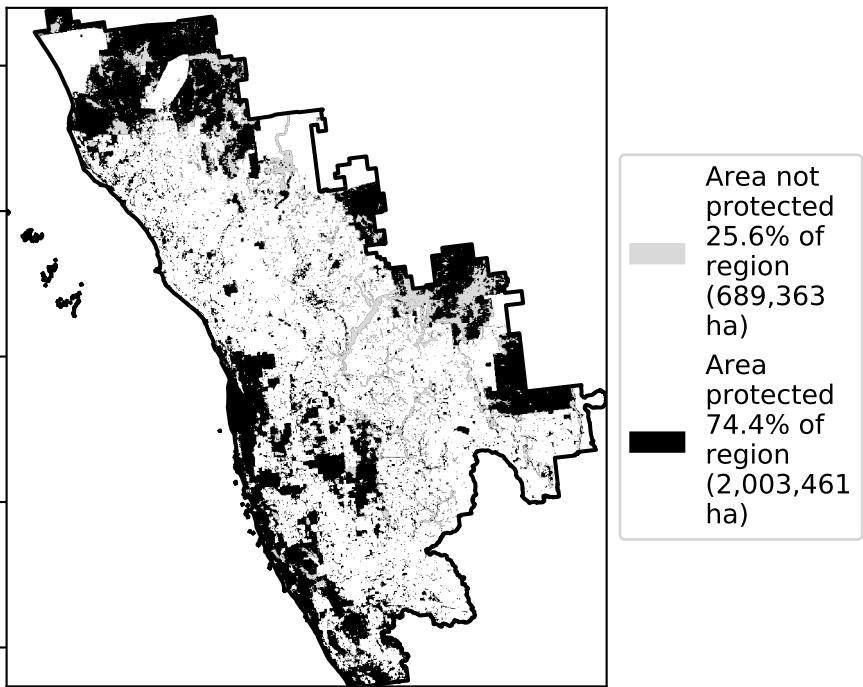 Area not
protected
25.6% of
region
(689,363
ha)
Area
protected
74.4% of
region
(2,003,461
ha)